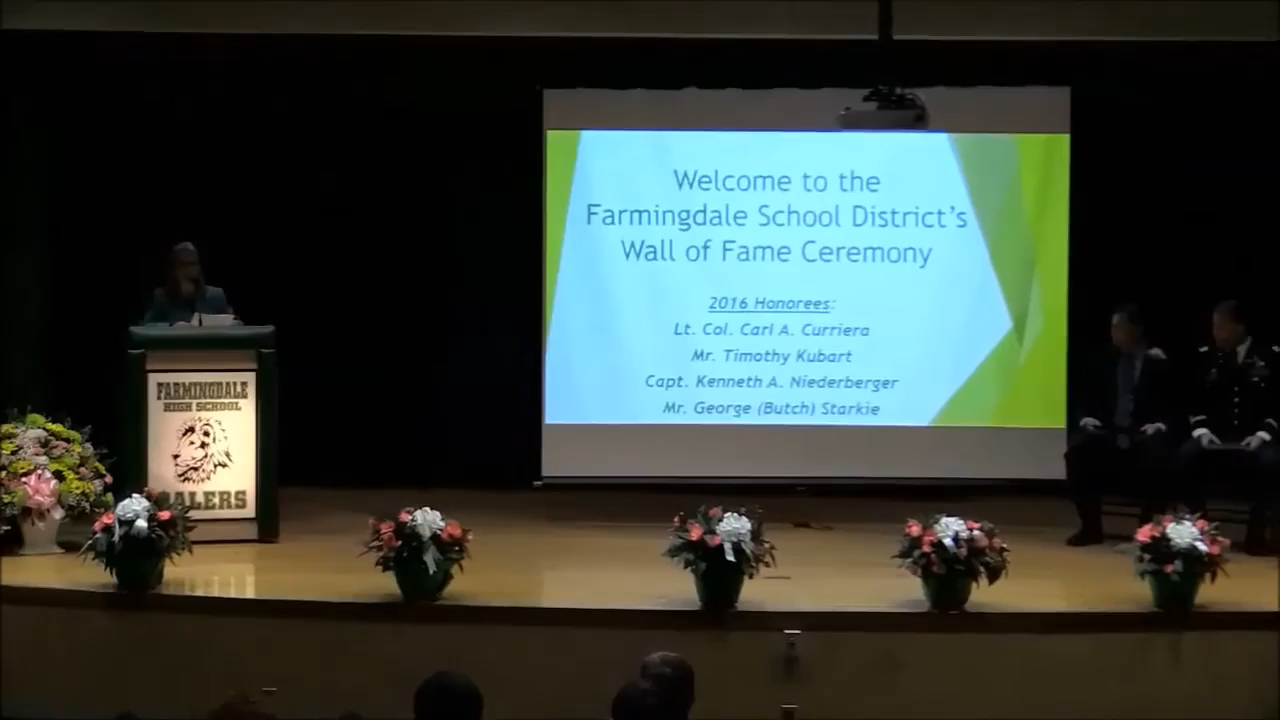 Welcome to the
Farmingdale School District's
Wall of Fame Ceremony
2016 Honorees:
Lt. Col. Carl A. Curriera
Mr. Timothy Kubart
Capt. Kenneth A. Niederberger
Mr. George (Butch) Starkie
FARMINGDALE
HIGH SCHOOL
DALERS